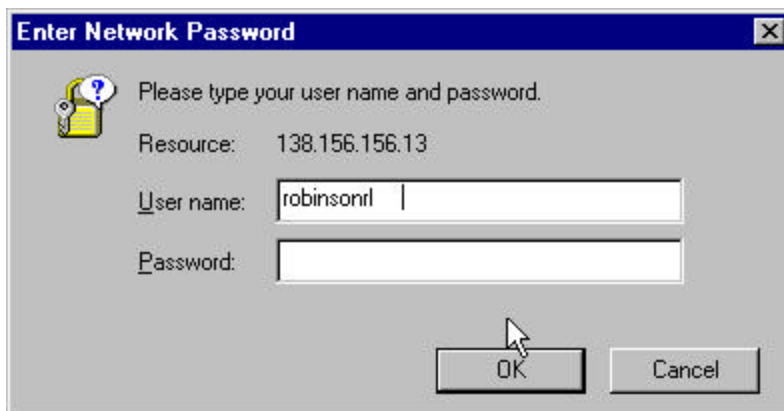 Enter Network Password
Please type your user name and password.
Resource: 138.156.156.13
User name: robinsonrl
Password:
OK Cancel